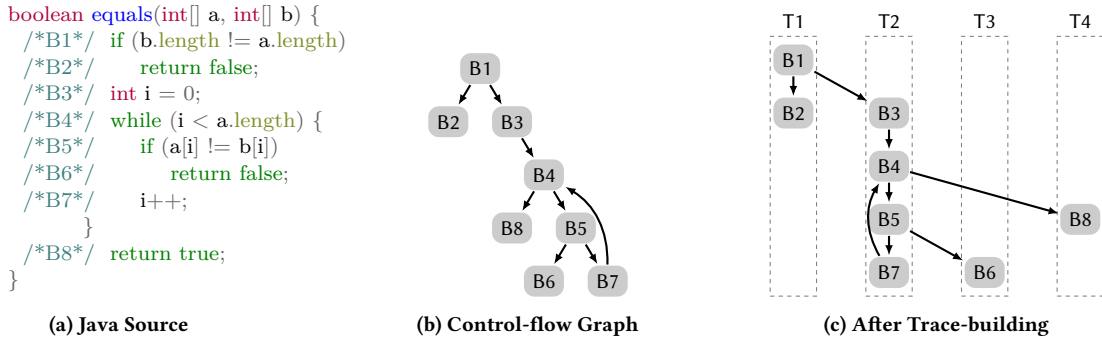 boolean equals(int[] a, int[] b) {
/*B1*/ if (b.length != a.length)
/*B2*/ return false;
/*B3*/ int i = 0;
/*B4*/ while (i < a.length) {
/*B5*/ if (a[i] != b[i])
/*B6*/ return false;
/*B7*/ i++;
}
/*B8*/ return true;
}
(a) Java Source
B1
B2 B3
B4
B8 B5
B6 B7
(b) Control-flow Graph
T1 T2 T3 T4
B1
B2 B3
B4
B5 B8
B7 B6
(c) After Trace-building